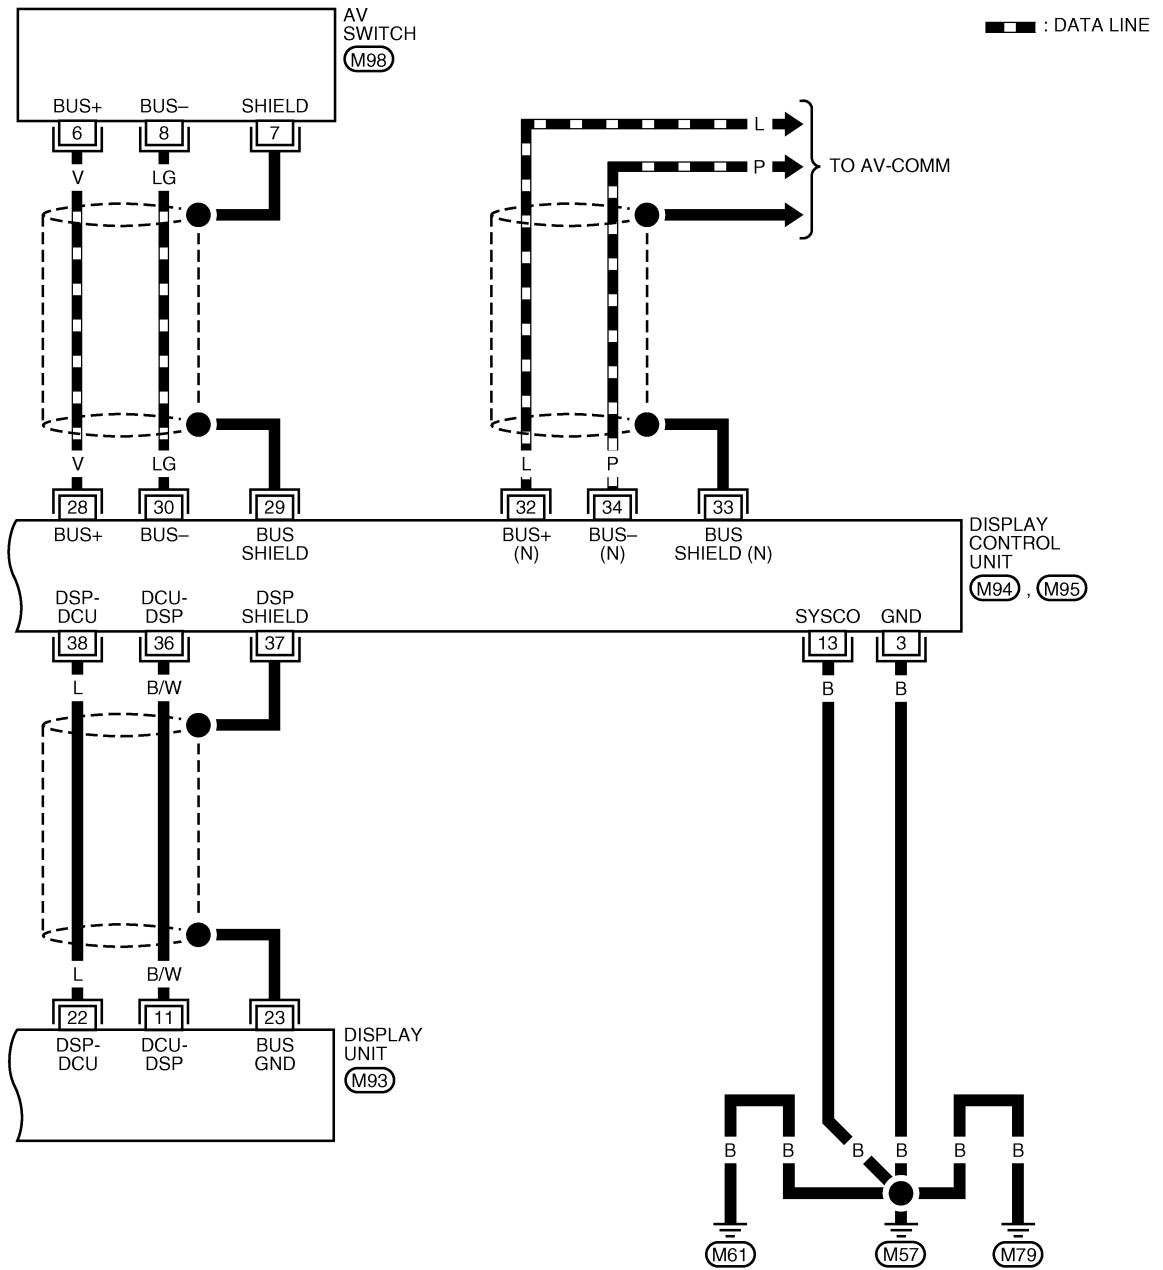 AV
SWITCH
M98
: DATA LINE
BUS+ BUS– SHIELD
6 8 7
V LG
L
P
TO AV-COMM
V LG L P
28 30 29 32 34 33
BUS+ BUS– BUS
SHIELD
BUS+
(N)
BUS–
(N)
BUS
SHIELD (N)
DISPLAY
CONTROL
UNIT
M94 , M95
DSP-
DCU
DCU-
DSP
DSP
SHIELD
SYSCO GND
38 36 37 13 3
L B/W B B
L B/W
22 11 23
DSP-
DCU
DCU-
DSP
BUS
GND
DISPLAY
UNIT
M93
B B B B B B
M61 M57 M79